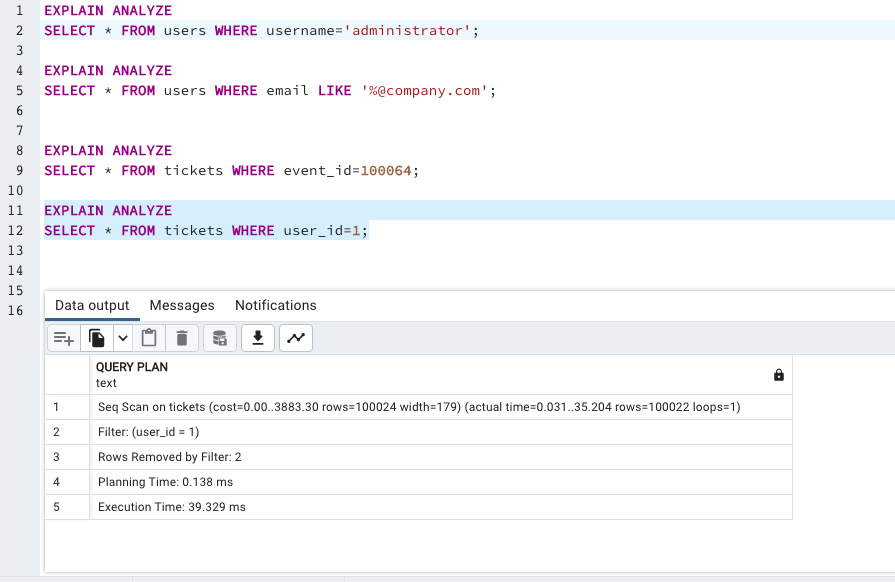 1 EXPLAIN ANALYZE
2 SELECT * FROM users WHERE username='administrator';
3
4 EXPLAIN ANALYZE
5 SELECT * FROM users WHERE email LIKE '%@company.com';
6
7
8 EXPLAIN ANALYZE
9 SELECT * FROM tickets WHERE event_id=100064;
10
11 EXPLAIN ANALYZE
12 SELECT * FROM tickets WHERE user_id=1;
13
14
15
16
Data output Messages Notifications
QUERY PLAN
text
1 Seq Scan on tickets (cost=0.00..3883.30 rows=100024 width=179) (actual time=0.031..35.204 rows=100022 loops=1)
2 Filter: (user_id = 1)
3 Rows Removed by Filter: 2
4 Planning Time: 0.138 ms
5 Execution Time: 39.329 ms